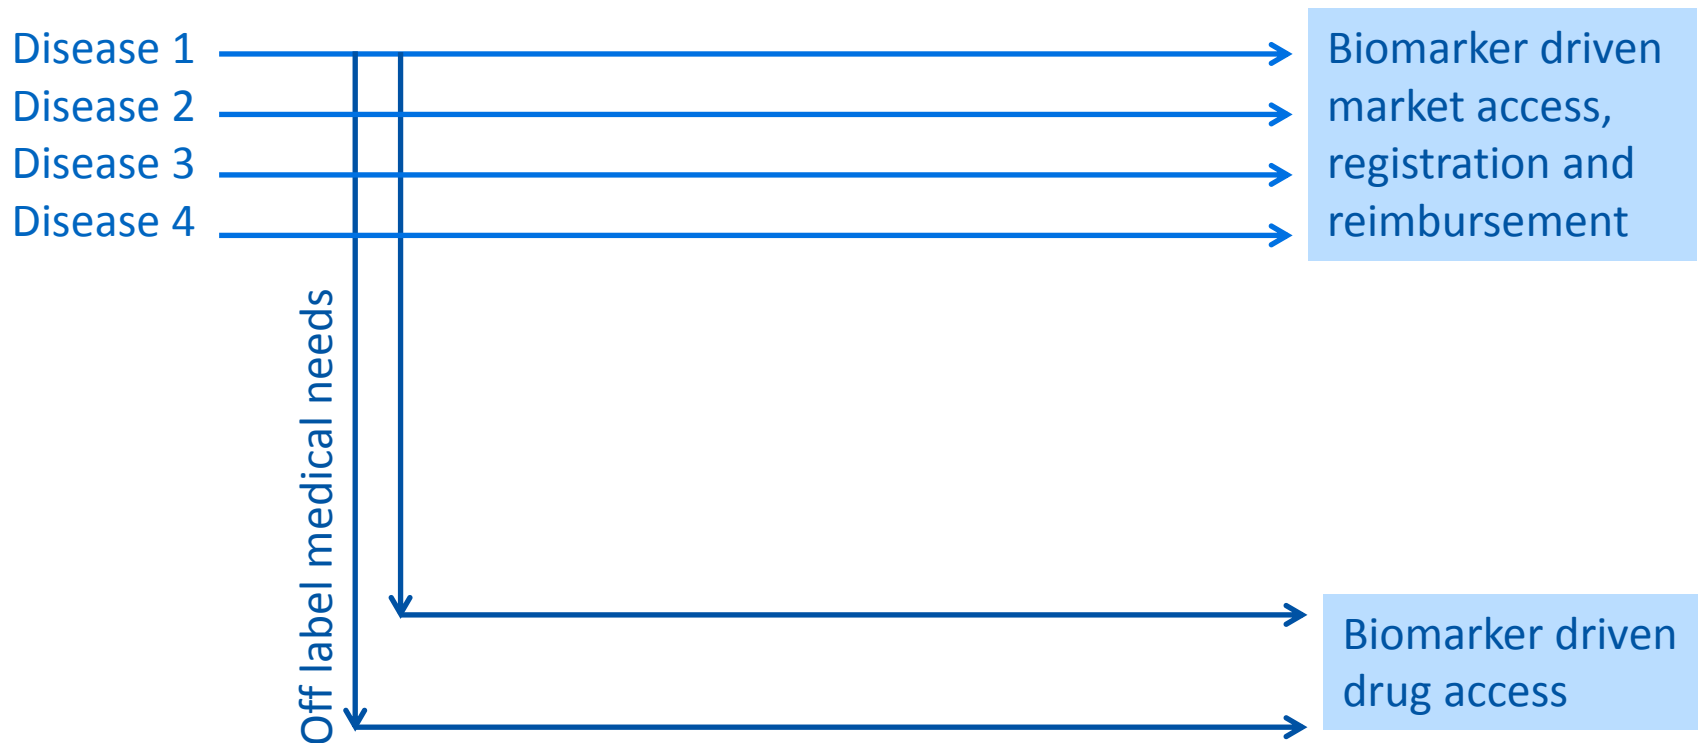 Disease 1
Disease 2
Disease 3
Disease 4
Biomarker driven
market access,
registration and
reimbursement
Off label medical needs
Biomarker driven
drug access